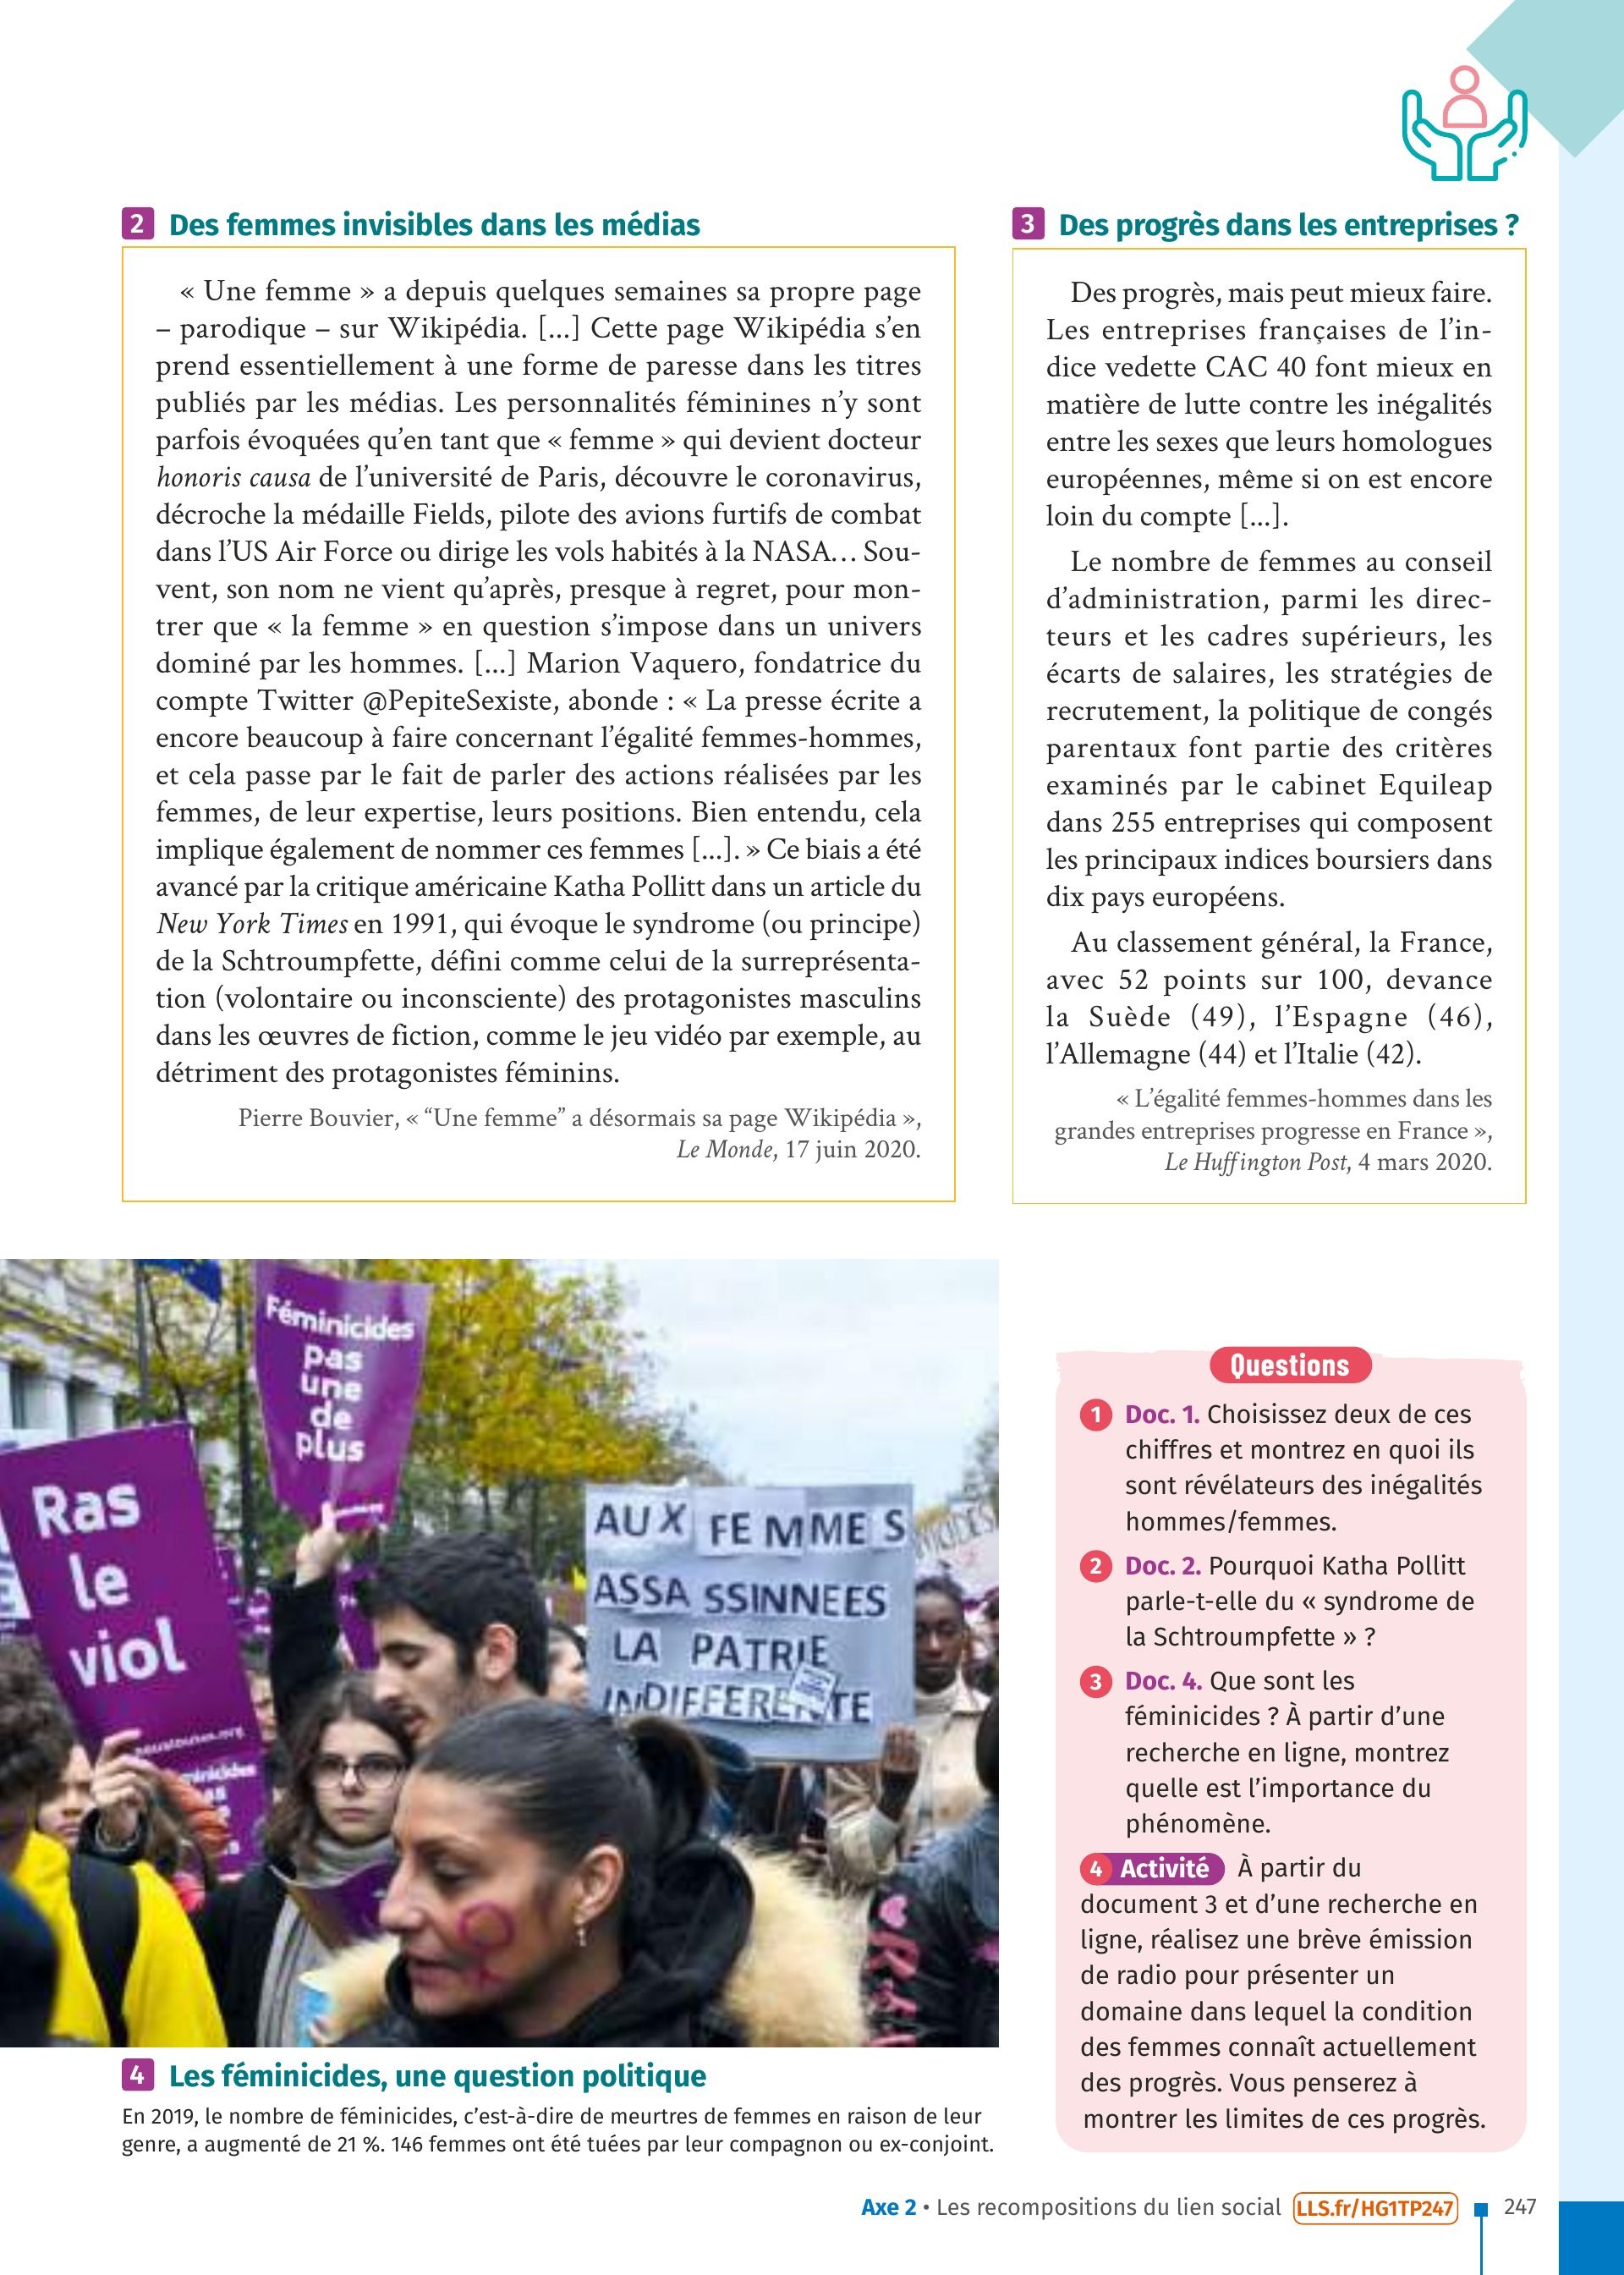 2 Des femmes invisibles dans les médias
« Une femme » a depuis quelques semaines sa propre page
– parodique – sur Wikipédia. [...] Cette page Wikipédia s'en
prend essentiellement à une forme de paresse dans les titres
publiés par les médias. Les personnalités féminines n'y sont
parfois évoquées qu'en tant que « femme » qui devient docteur
honoris causa de l'université de Paris, découvre le coronavirus,
décroche la médaille Fields, pilote des avions furtifs de combat
dans l'US Air Force ou dirige les vols habités à la NASA… Sou-
vent, son nom ne vient qu'après, presque à regret, pour mon-
trer que « la femme » en question s'impose dans un univers
dominé par les hommes. [...] Marion Vaquero, fondatrice du
compte Twitter @PepiteSexiste, abonde : « La presse écrite a
encore beaucoup à faire concernant l'égalité femmes-hommes,
et cela passe par le fait de parler des actions réalisées par les
femmes, de leur expertise, leurs positions. Bien entendu, cela
implique également de nommer ces femmes [...]. » Ce biais a été
avancé par la critique américaine Katha Pollitt dans un article du
New York Times en 1991, qui évoque le syndrome (ou principe)
de la Schtroumpfette, défini comme celui de la surreprésenta-
tion (volontaire ou inconsciente) des protagonistes masculins
dans les œuvres de fiction, comme le jeu vidéo par exemple, au
détriment des protagonistes féminins.
Pierre Bouvier, « “Une femme” a désormais sa page Wikipédia »,
Le Monde, 17 juin 2020.
3 Des progrès dans les entreprises ?
Des progrès, mais peut mieux faire.
Les entreprises françaises de l'in-
dice vedette CAC 40 font mieux en
matière de lutte contre les inégalités
entre les sexes que leurs homologues
européennes, même si on est encore
loin du compte [...].
Le nombre de femmes au conseil
d'administration, parmi les direc-
teurs et les cadres supérieurs, les
écarts de salaires, les stratégies de
recrutement, la politique de congés
parentaux font partie des critères
examinés par le cabinet Equileap
dans 255 entreprises qui composent
les principaux indices boursiers dans
dix pays européens.
Au classement général, la France,
avec 52 points sur 100, devance
la Suède (49), l'Espagne (46),
l'Allemagne (44) et l'Italie (42).
« L'égalité femmes-hommes dans les
grandes entreprises progresse en France »,
Le Huffington Post, 4 mars 2020.
Féminicides
pas
une
de
plus
Ras
le
viol
noustoutes.org
AUX FEMMES
ASSASSINNEES
LA PATRIE
INDIFFERENTE
4 Les féminicides, une question politique
En 2019, le nombre de féminicides, c'est-à-dire de meurtres de femmes en raison de leur
genre, a augmenté de 21 %. 146 femmes ont été tuées par leur compagnon ou ex-conjoint.
Questions
1 Doc. 1. Choisissez deux de ces
chiffres et montrez en quoi ils
sont révélateurs des inégalités
hommes/femmes.
2 Doc. 2. Pourquoi Katha Pollitt
parle-t-elle du « syndrome de
la Schtroumpfette » ?
3 Doc. 4. Que sont les
féminicides ? À partir d'une
recherche en ligne, montrez
quelle est l'importance du
phénomène.
4 Activité À partir du
document 3 et d'une recherche en
ligne, réalisez une brève émission
de radio pour présenter un
domaine dans lequel la condition
des femmes connaît actuellement
des progrès. Vous penserez à
montrer les limites de ces progrès.
Axe 2 • Les recompositions du lien social LLS.fr/HG1TP247 247